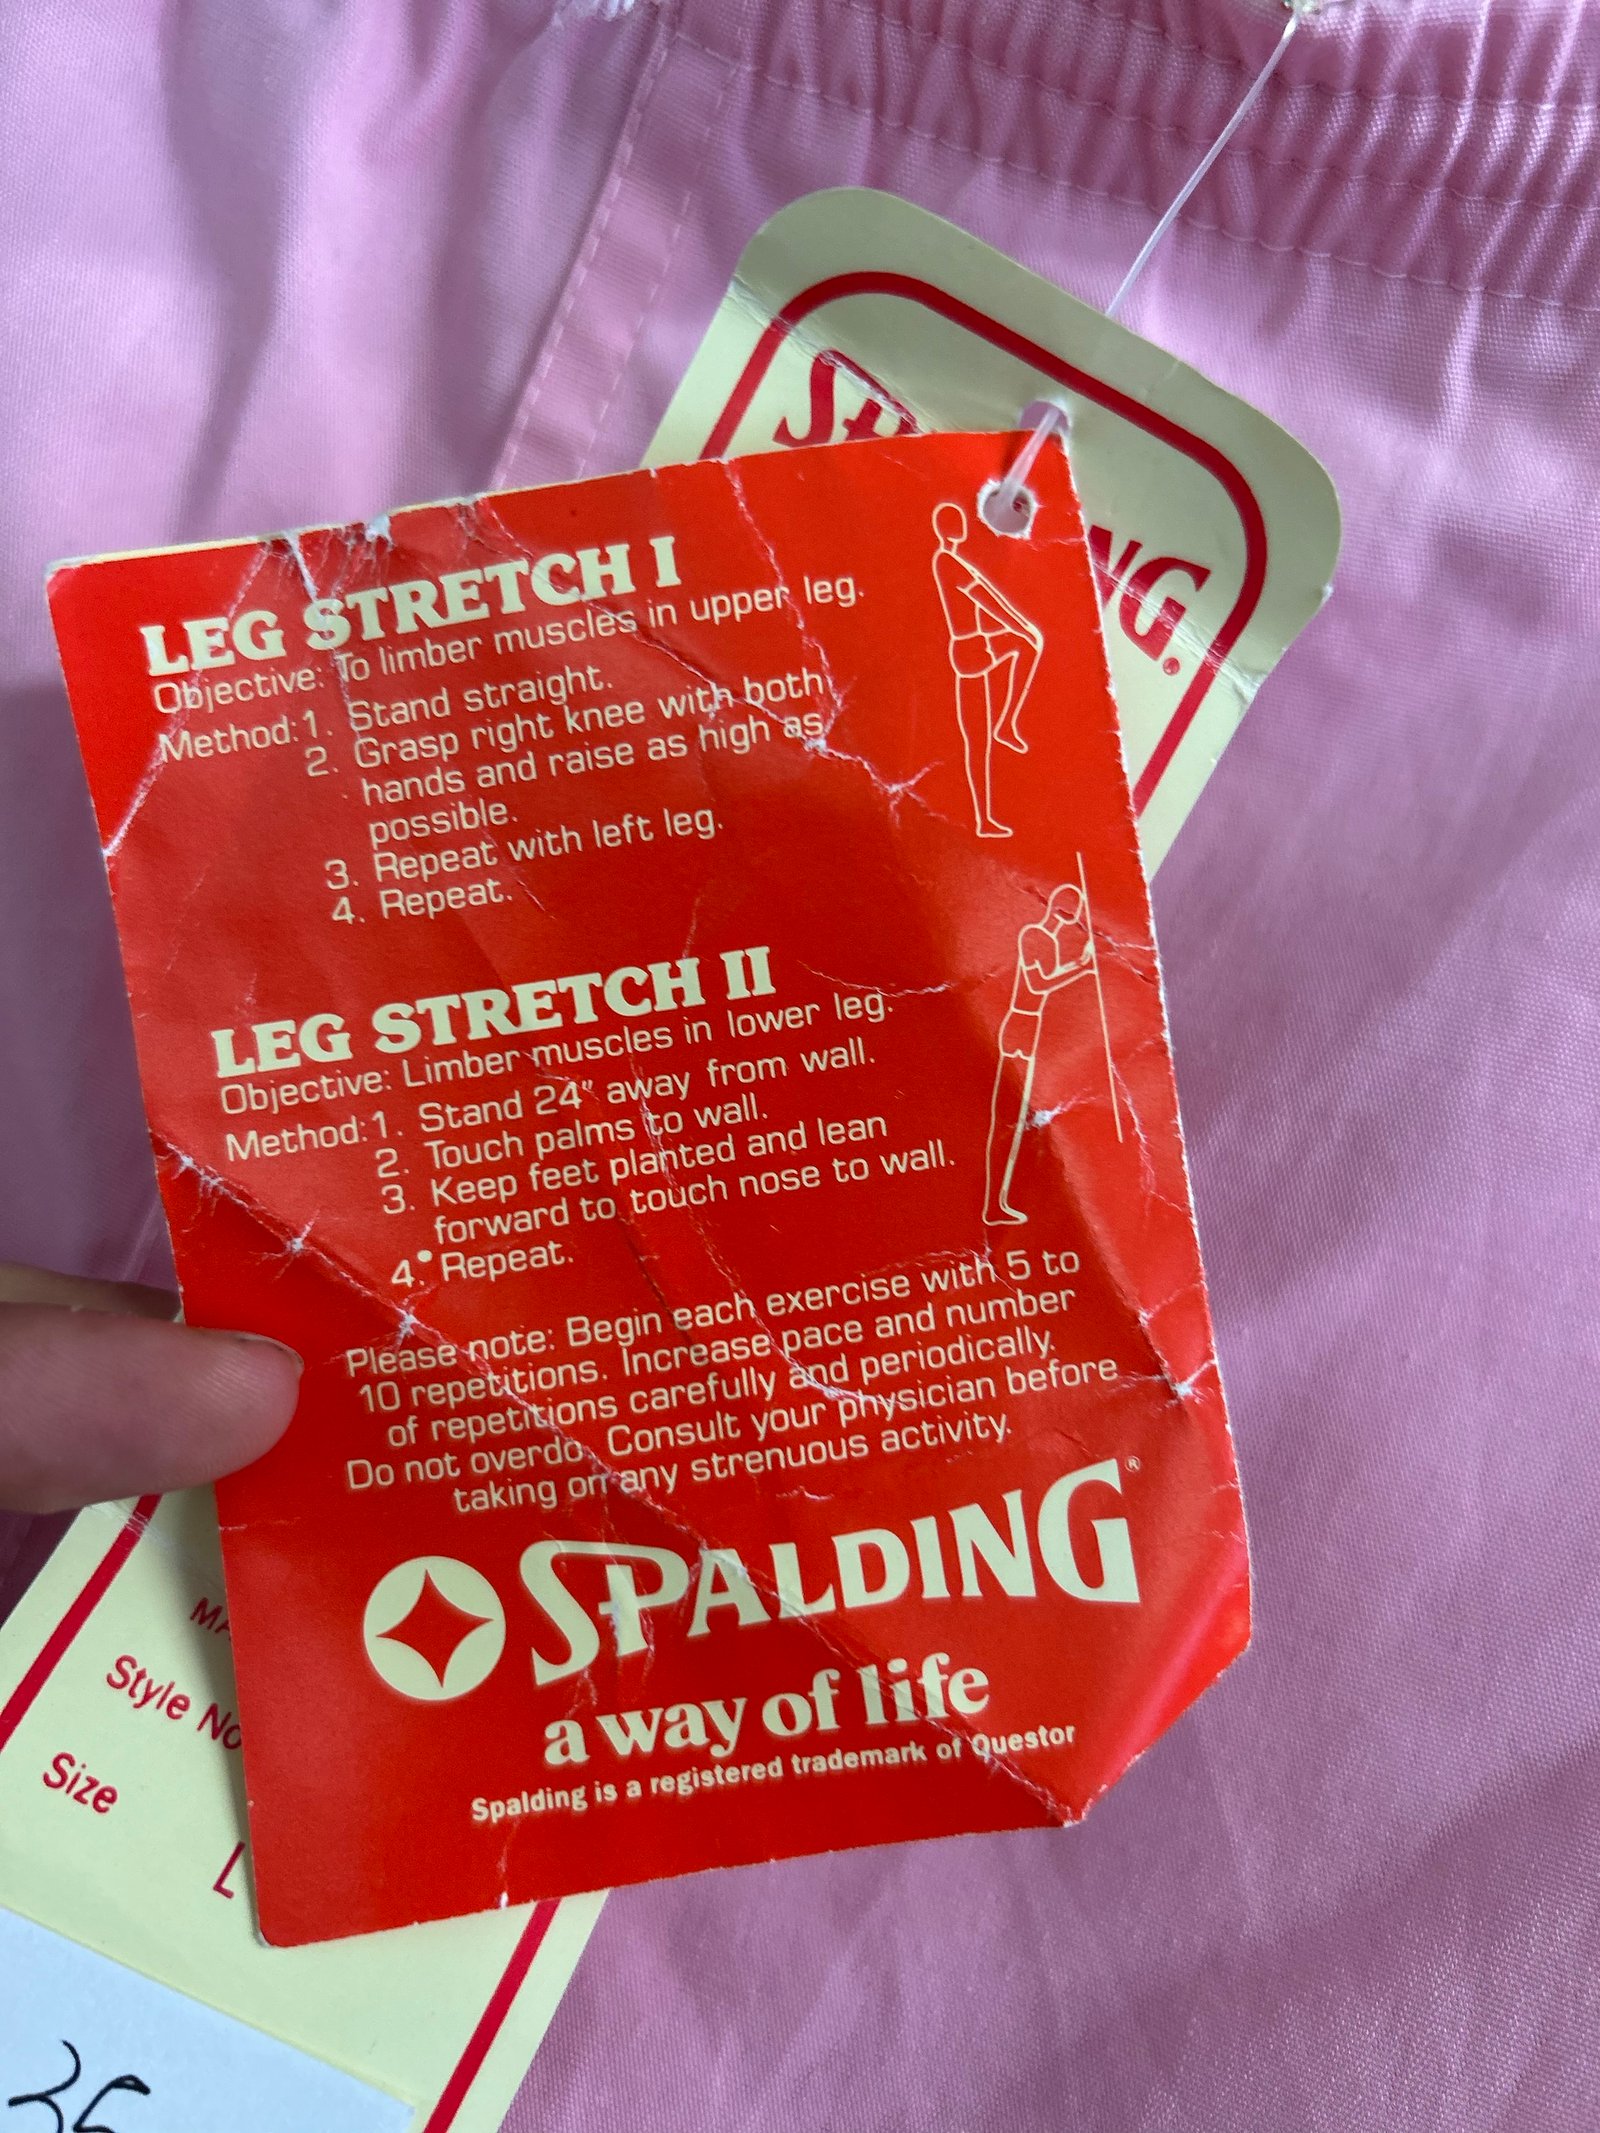 LEG STRETCH I
Objective: To limber muscles in upper leg.
Method: 1. Stand straight.
2. Grasp right knee with both
hands and raise as high as
possible.
3. Repeat with left leg.
4. Repeat.
LEG STRETCH II
Objective: Limber muscles in lower leg.
Method: 1. Stand 24" away from wall.
2. Touch palms to wall.
3. Keep feet planted and lean
forward to touch nose to wall.
4. Repeat.
Please note: Begin each exercise with 5 to
10 repetitions. Increase pace and number
of repetitions carefully and periodically.
Do not overdo. Consult your physician before
taking on any strenuous activity.
SPALDING®
a way of life
Spalding is a registered trademark of Questor
Style No
Size
L